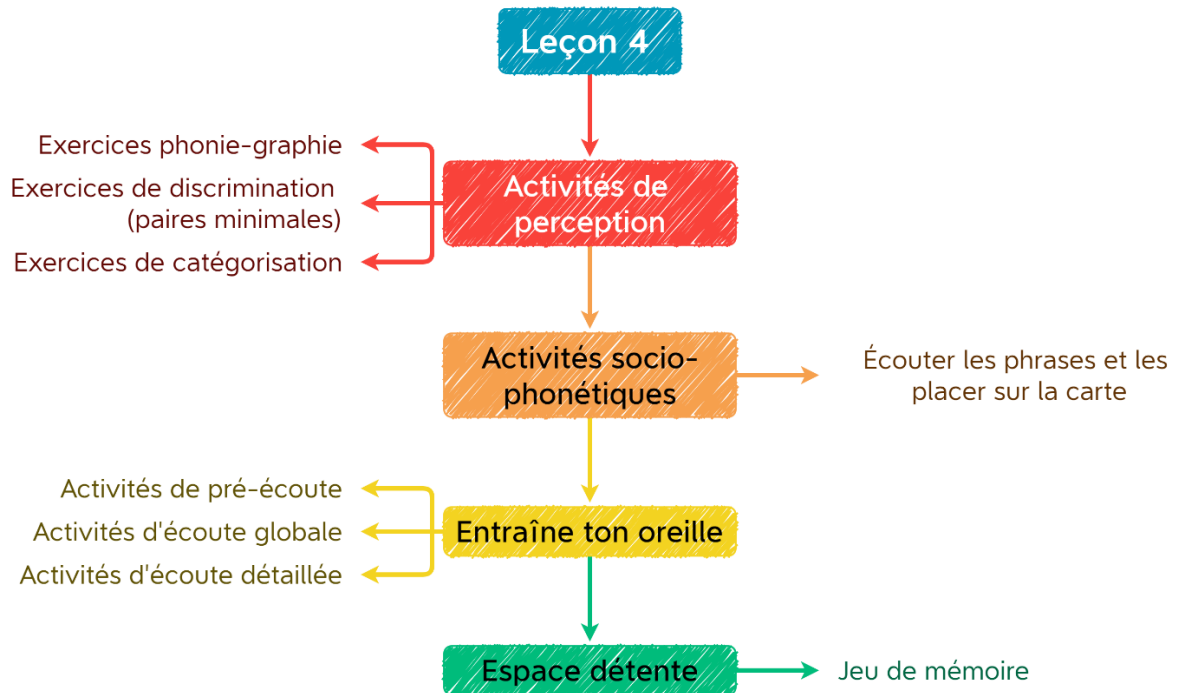 Leçon 4
Exercices phonie-graphie
Exercices de discrimination
(paires minimales)
Exercices de catégorisation
Activités de
perception
Activités socio-
phonétiques
Écouter les phrases et les
placer sur la carte
Activités de pré-écoute
Activités d'écoute globale
Activités d'écoute détaillée
Entraîne ton oreille
Espace détente
Jeu de mémoire